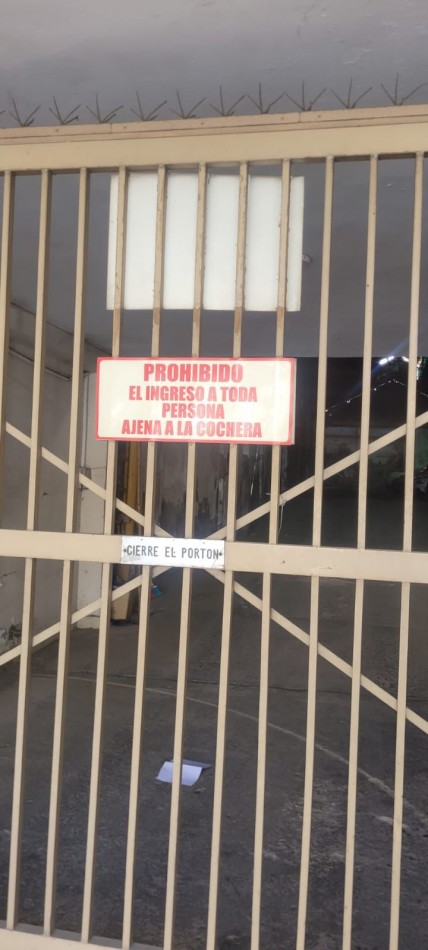 PROHIBIDO
EL INGRESO A TODA
PERSONA
AJENA A LA COCHERA
CIERRE EL PORTON